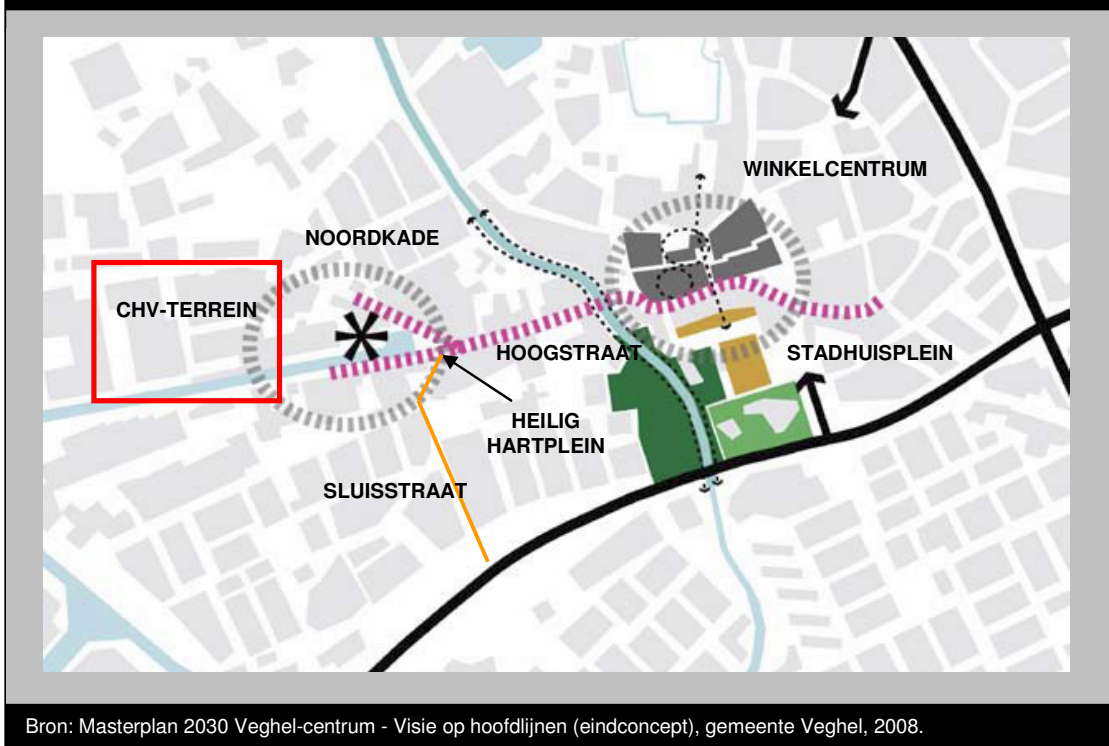 WINKELCENTRUM
NOORDKADE
CHV-TERREIN
HOOGSTRAAT
STADHUISPLEIN
HEILIG
HARTPLEIN
SLUISSTRAAT
Bron: Masterplan 2030 Veghel-centrum - Visie op hoofdlijnen (eindconcept), gemeente Veghel, 2008.